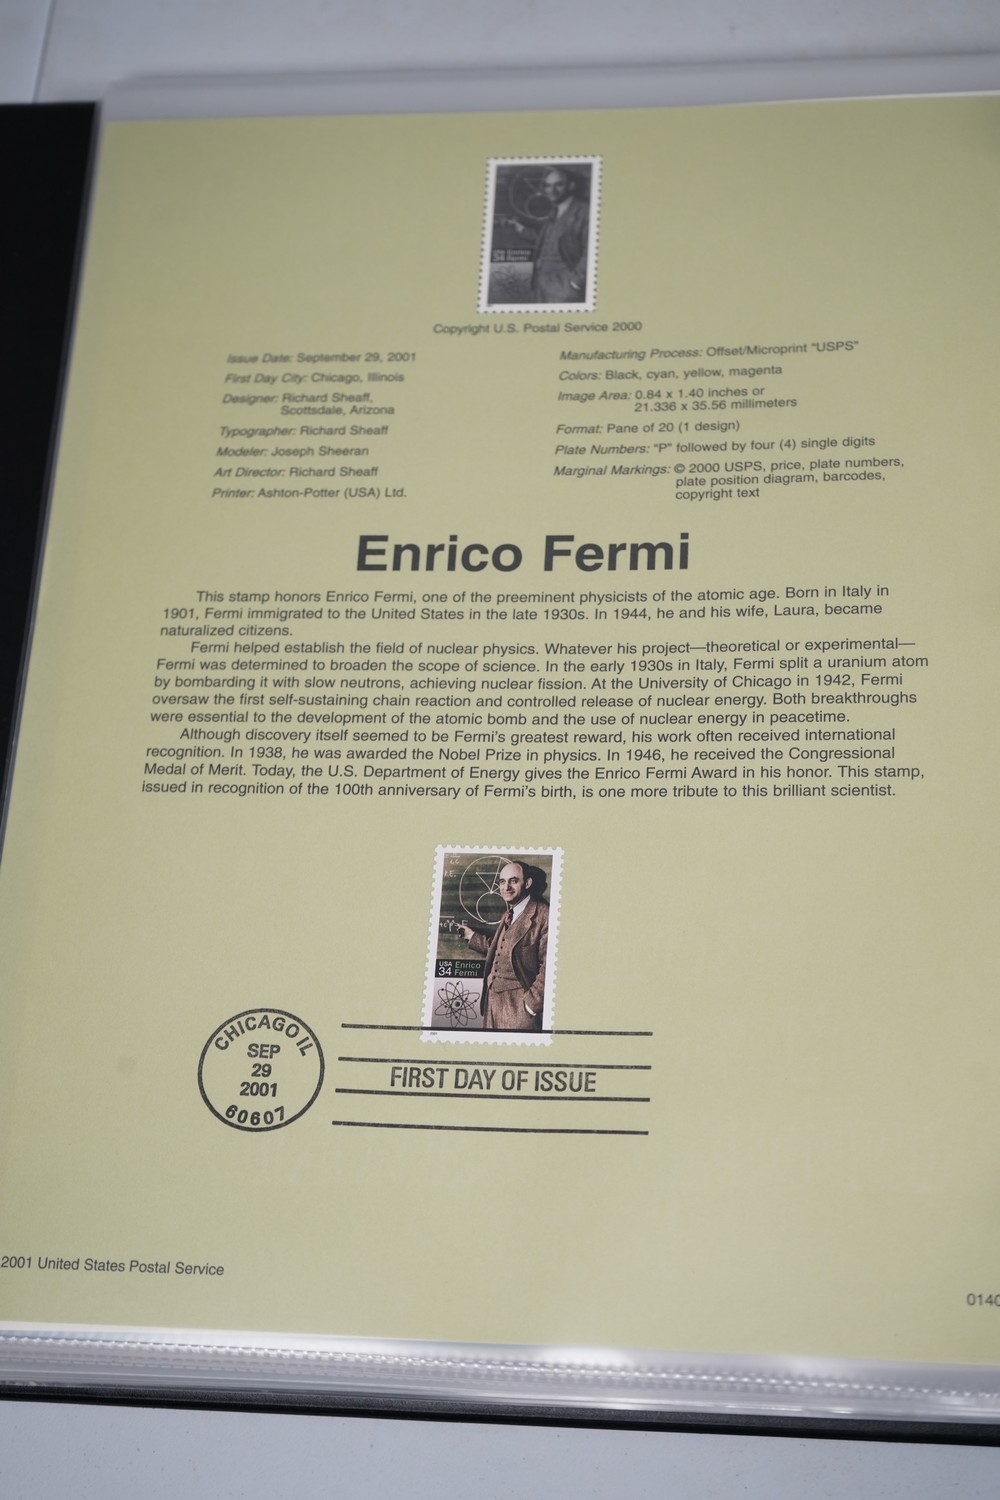 Copyright U.S. Postal Service 2000
Issue Date: September 29, 2001
First Day City: Chicago, Illinois
Designer: Richard Sheaff,
Scottsdale, Arizona
Typographer: Richard Sheaff
Modeler: Joseph Sheeran
Art Director: Richard Sheaff
Printer: Ashton-Potter (USA) Ltd.
Manufacturing Process: Offset/Microprint "USPS"
Colors: Black, cyan, yellow, magenta
Image Area: 0.84 x 1.40 inches or
21.336 x 35.56 millimeters
Format: Pane of 20 (1 design)
Plate Numbers: "P" followed by four (4) single digits
Marginal Markings: © 2000 USPS, price, plate numbers,
plate position diagram, barcodes,
copyright text
Enrico Fermi
This stamp honors Enrico Fermi, one of the preeminent physicists of the atomic age. Born in Italy in
1901, Fermi immigrated to the United States in the late 1930s. In 1944, he and his wife, Laura, became
naturalized citizens.
Fermi helped establish the field of nuclear physics. Whatever his project—theoretical or experimental—
Fermi was determined to broaden the scope of science. In the early 1930s in Italy, Fermi split a uranium atom
by bombarding it with slow neutrons, achieving nuclear fission. At the University of Chicago in 1942, Fermi
oversaw the first self-sustaining chain reaction and controlled release of nuclear energy. Both breakthroughs
were essential to the development of the atomic bomb and the use of nuclear energy in peacetime.
Although discovery itself seemed to be Fermi's greatest reward, his work often received international
recognition. In 1938, he was awarded the Nobel Prize in physics. In 1946, he received the Congressional
Medal of Merit. Today, the U.S. Department of Energy gives the Enrico Fermi Award in his honor. This stamp,
issued in recognition of the 100th anniversary of Fermi's birth, is one more tribute to this brilliant scientist.
USA Enrico
34 Fermi
CHICAGO IL
SEP
29
2001
60607
FIRST DAY OF ISSUE
2001 United States Postal Service
0140